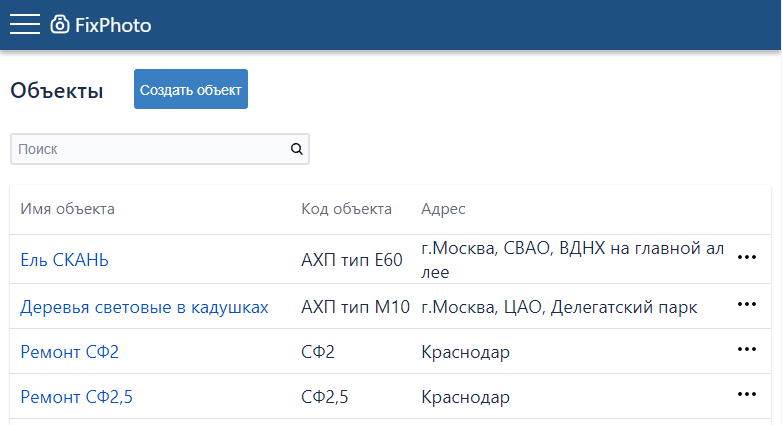 FixPhoto
Объекты
Создать объект
Поиск
Имя объекта Код объекта Адрес
Ель СКАНЬ АХП тип Е60 г.Москва, СВАО, ВДНХ на главной ал
лее
Деревья световые в кадушках АХП тип М10 г.Москва, ЦАО, Делегатский парк
Ремонт СФ2 СФ2 Краснодар
Ремонт СФ2,5 СФ2,5 Краснодар